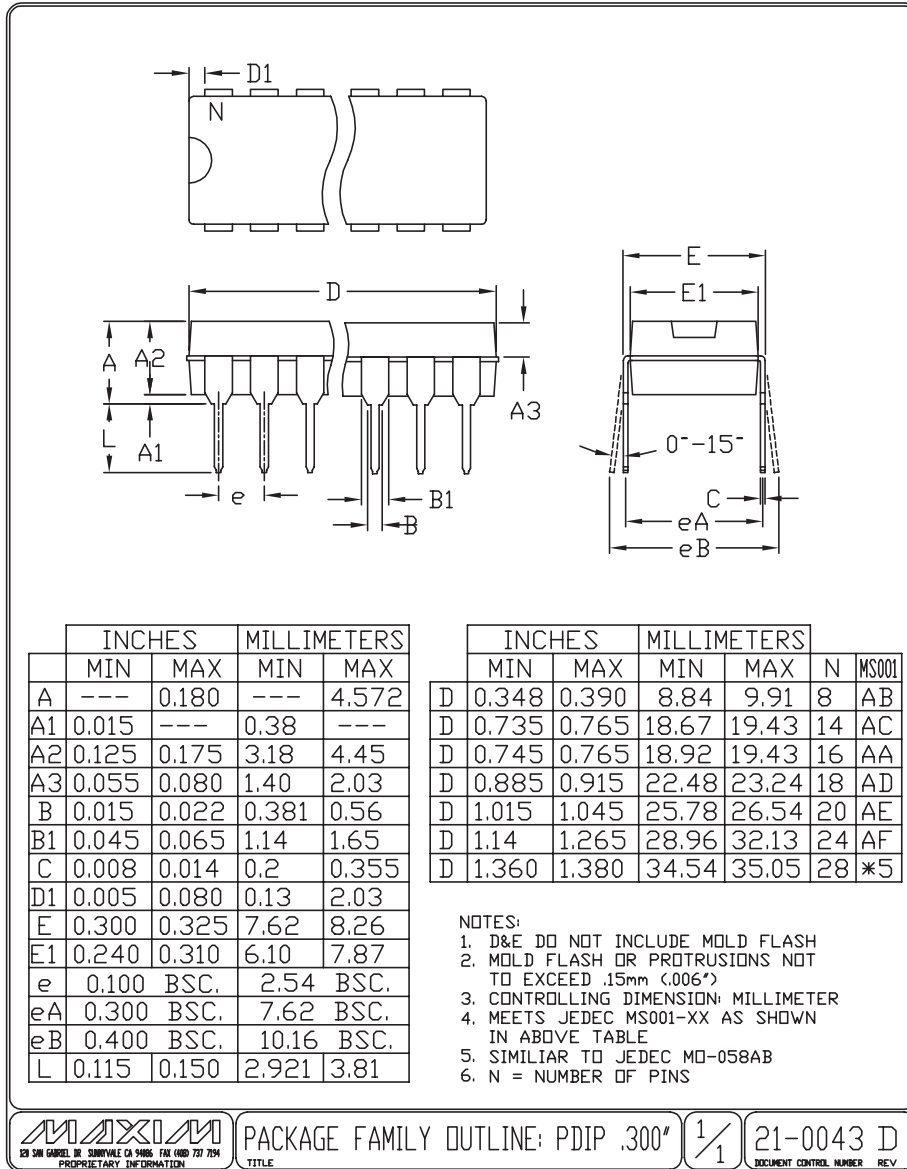 D1
N
D
E
E1
A
A2
A3
L
A1
0°-15°
e
B1
B
C
eA
eB
INCHES MILLIMETERS
MIN MAX MIN MAX
A --- 0.180 --- 4.572
A1 0.015 --- 0.38 ---
A2 0.125 0.175 3.18 4.45
A3 0.055 0.080 1.40 2.03
B 0.015 0.022 0.381 0.56
B1 0.045 0.065 1.14 1.65
C 0.008 0.014 0.2 0.355
D1 0.005 0.080 0.13 2.03
E 0.300 0.325 7.62 8.26
E1 0.240 0.310 6.10 7.87
e 0.100 BSC. 2.54 BSC.
eA 0.300 BSC. 7.62 BSC.
eB 0.400 BSC. 10.16 BSC.
L 0.115 0.150 2.921 3.81
INCHES MILLIMETERS
MIN MAX MIN MAX N MS001
D 0.348 0.390 8.84 9.91 8 AB
D 0.735 0.765 18.67 19.43 14 AC
D 0.745 0.765 18.92 19.43 16 AA
D 0.885 0.915 22.48 23.24 18 AD
D 1.015 1.045 25.78 26.54 20 AE
D 1.14 1.265 28.96 32.13 24 AF
D 1.360 1.380 34.54 35.05 28 *5
NOTES:
1. D&E DO NOT INCLUDE MOLD FLASH
2. MOLD FLASH OR PROTRUSIONS NOT
TO EXCEED .15mm (.006")
3. CONTROLLING DIMENSION: MILLIMETER
4. MEETS JEDEC MS001-XX AS SHOWN
IN ABOVE TABLE
5. SIMILIAR TO JEDEC MO-058AB
6. N = NUMBER OF PINS
MAXIM
120 SAN GABRIEL DR SUNNYVALE CA 94086 FAX (408) 737 7194
PROPRIETARY INFORMATION
PACKAGE FAMILY OUTLINE: PDIP .300"
TITLE
1/1
21-0043 D
DOCUMENT CONTROL NUMBER REV